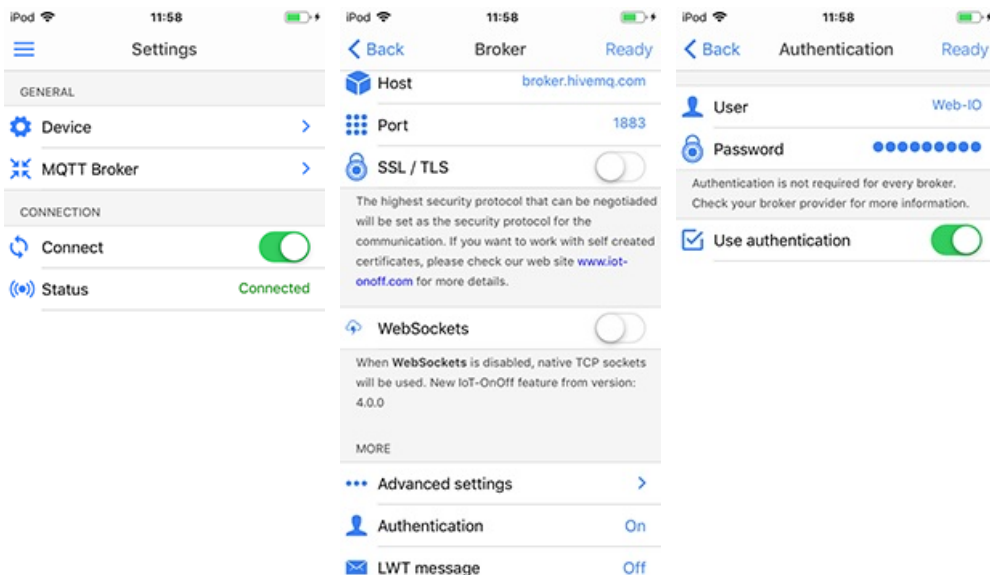 iPod 11:58
Settings
GENERAL
Device
MQTT Broker
CONNECTION
Connect
Status Connected
iPod 11:58
Back Broker Ready
Host broker.hivemq.com
Port 1883
SSL / TLS
The highest security protocol that can be negotiaded
will be set as the security protocol for the
communication. If you want to work with self created
certificates, please check our web site www.iot-
onoff.com for more details.
WebSockets
When WebSockets is disabled, native TCP sockets
will be used. New IoT-OnOff feature from version:
4.0.0
MORE
Advanced settings
Authentication On
LWT message Off
iPod 11:58
Back Authentication Ready
User Web-IO
Password ●●●●●●●●●
Authentication is not required for every broker.
Check your broker provider for more information.
Use authentication